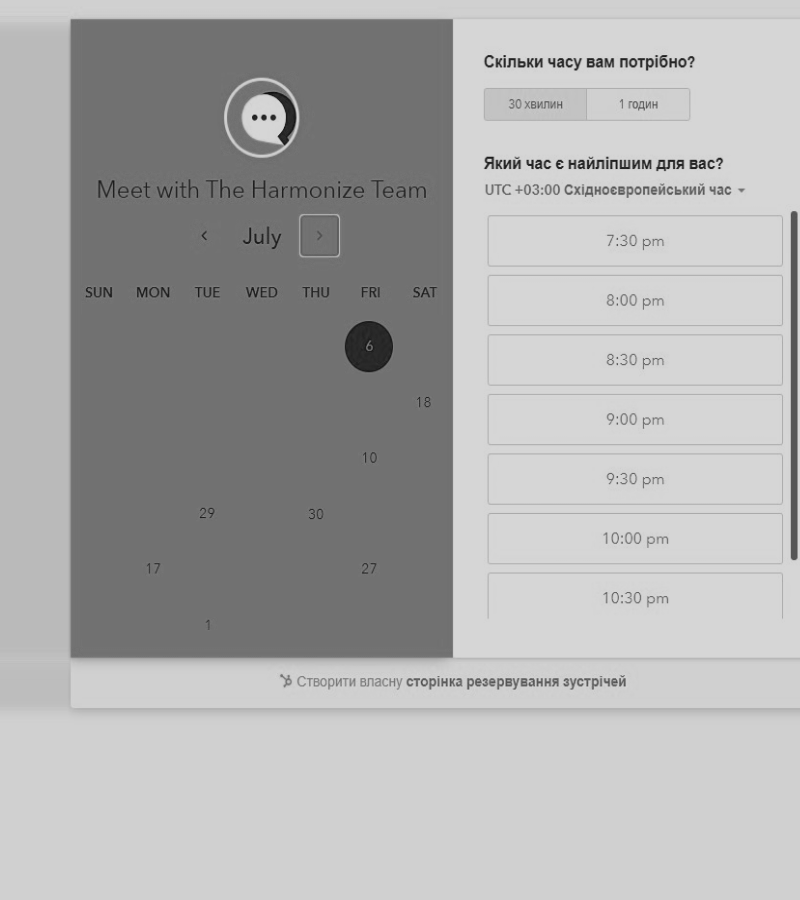 Meet with The Harmonize Team
July
SUN MON TUE WED THU FRI SAT
6
18
10
29 30
17 27
1
Скільки часу вам потрібно?
30 хвилин 1 годин
Який час є найліпшим для вас?
UTC +03:00 Східноєвропейський час
7:30 pm
8:00 pm
8:30 pm
9:00 pm
9:30 pm
10:00 pm
10:30 pm
Створити власну сторінка резервування зустрічей